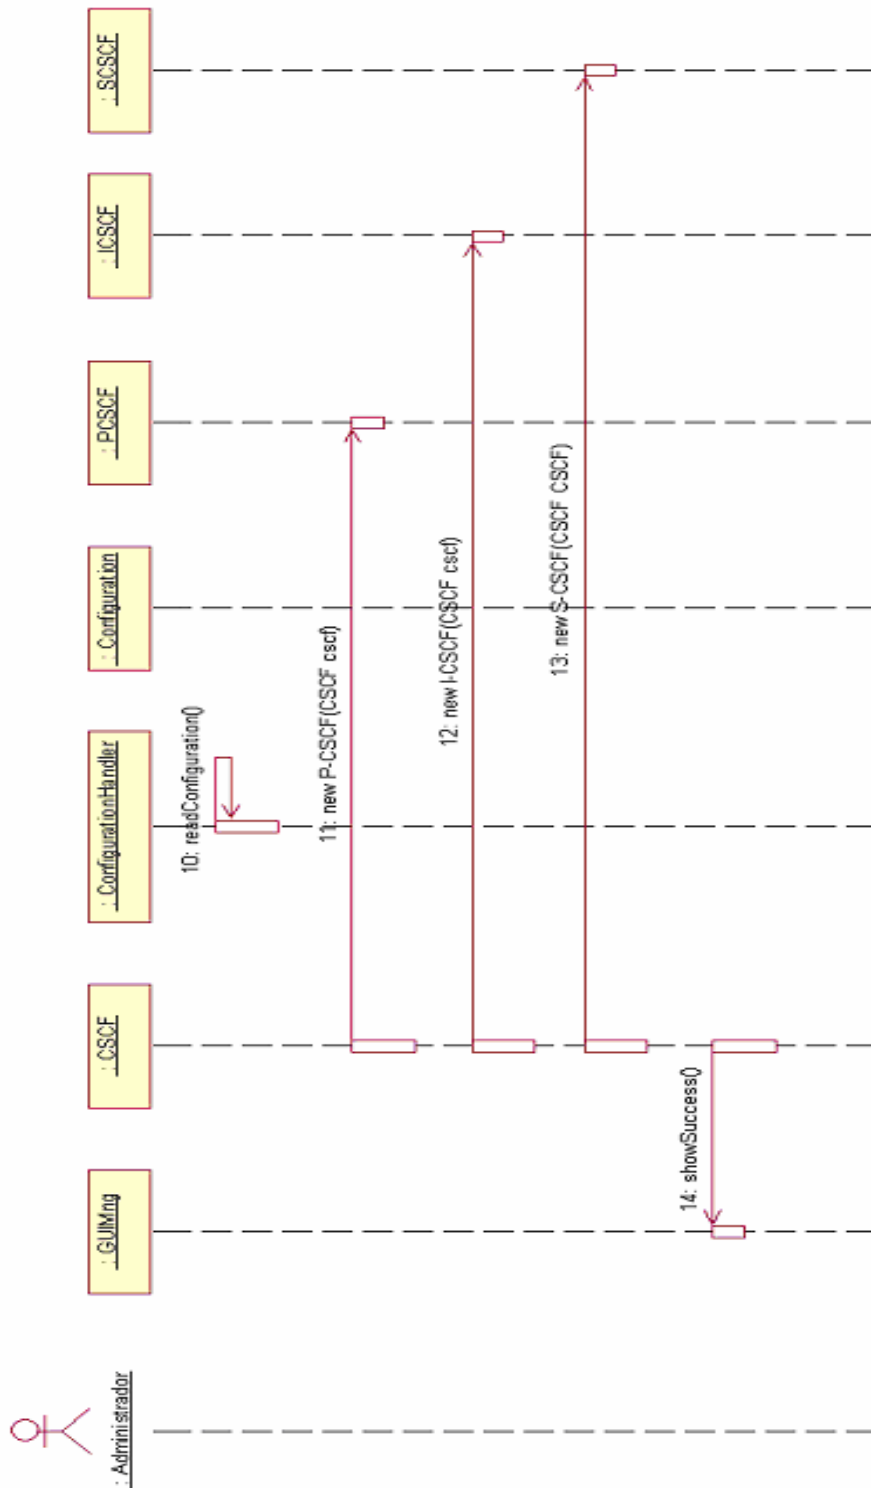 : Administrador
: GUIMng
: CSCF
: ConfigurationHandler
: Configuration
: PCSCF
: ICSCF
: SCSCF
10: readConfiguration()
11: new P-CSCF(CSCF cscf)
12: new I-CSCF(CSCF cscf)
13: new S-CSCF(CSCF CSCF)
14: showSuccess()